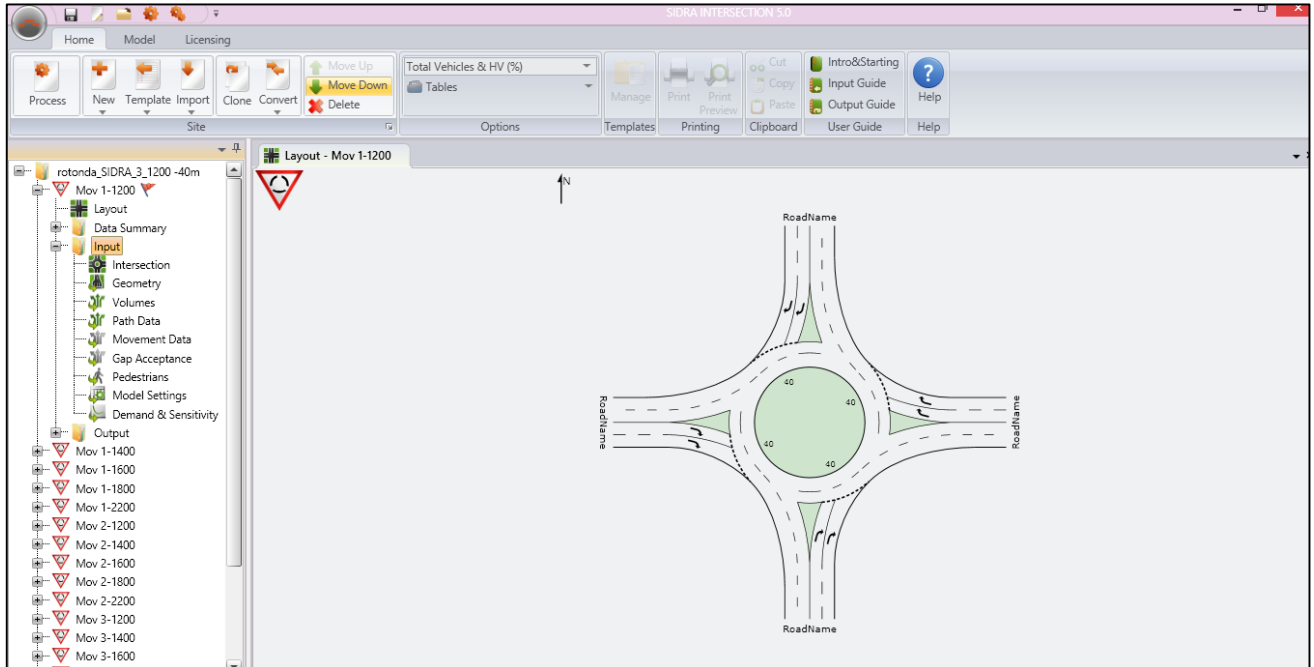 SIDRA INTERSECTION 5.0
Home Model Licensing
Process
New
Template
Import
Clone
Convert
Move Up
Move Down
Delete
Site
Total Vehicles & HV (%)
Tables
Options
Manage
Templates
Print
Print Preview
Printing
Cut
Copy
Paste
Clipboard
Intro&Starting
Input Guide
Output Guide
User Guide
?
Help
Help
rotonda_SIDRA_3_1200 -40m
Mov 1-1200
Layout
Data Summary
Input
Intersection
Geometry
Volumes
Path Data
Movement Data
Gap Acceptance
Pedestrians
Model Settings
Demand & Sensitivity
Output
Mov 1-1400
Mov 1-1600
Mov 1-1800
Mov 1-2200
Mov 2-1200
Mov 2-1400
Mov 2-1600
Mov 2-1800
Mov 2-2200
Mov 3-1200
Mov 3-1400
Mov 3-1600
Layout - Mov 1-1200
N
RoadName
40
40
RoadName
RoadName
40
40
RoadName